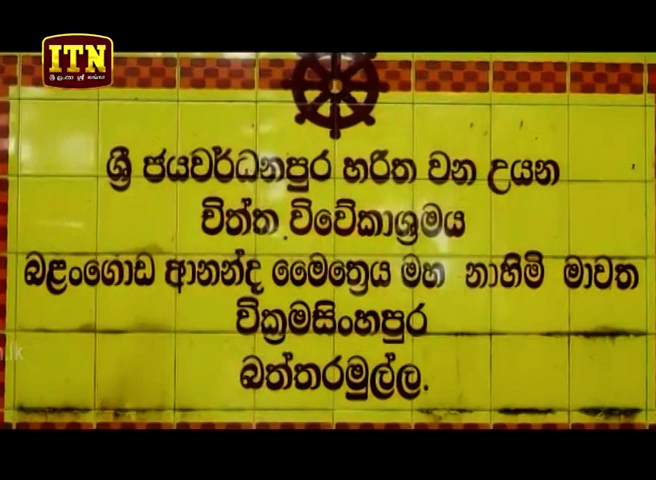 ITN
ශ්‍රී ජයවර්ධනපුර හරිත වන උයන
චිත්ත විවේකාශ්‍රමය
බළංගොඩ ආනන්ද මෛත්‍රෙය මහ නාහිමි මාවත
වික්‍රමසිංහපුර
බත්තරමුල්ල.